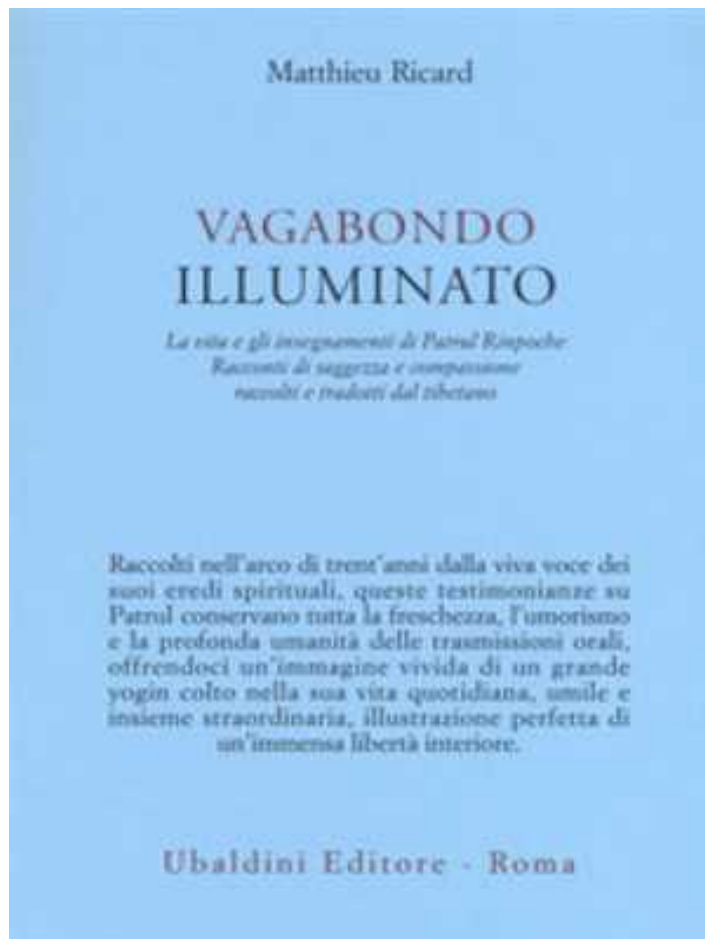 Matthieu Ricard
VAGABONDO
ILLUMINATO
La vita e gli insegnamenti di Patrul Rinpoche
Racconti di saggezza e compassione
raccolti e tradotti dal tibetano
Raccolti nell'arco di trent'anni dalla viva voce dei
suoi eredi spirituali, queste testimonianze su
Patrul conservano tutta la freschezza, l'umorismo
e la profonda umanità delle trasmissioni orali,
offrendoci un'immagine vivida di un grande
yogin colto nella sua vita quotidiana, umile e
insieme straordinaria, illustrazione perfetta di
un'immensa libertà interiore.
Ubaldini Editore - Roma